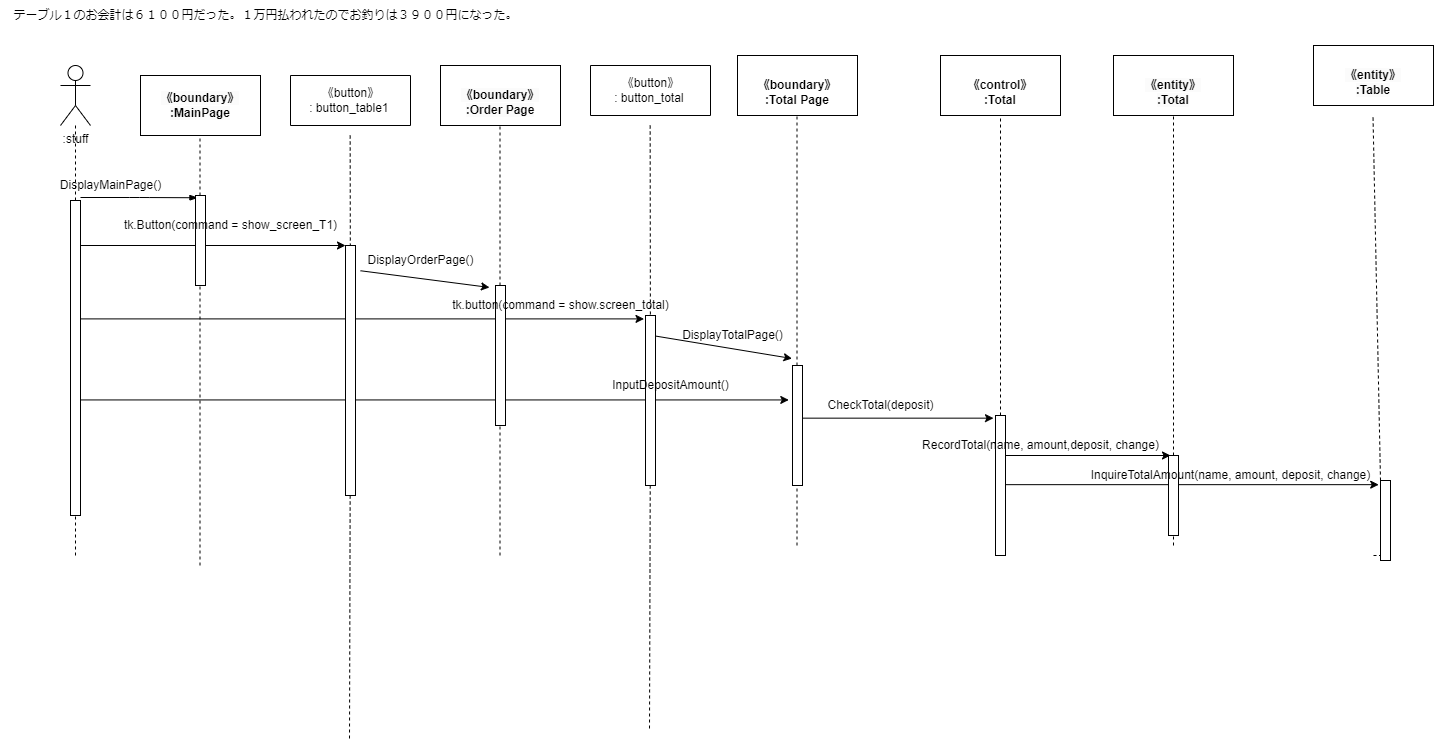 テーブル１のお会計は６１００円だった。１万円払われたのでお釣りは３９００円になった。
:stuff
《boundary》
:MainPage
《button》
: button_table1
《boundary》
:Order Page
《button》
: button_total
《boundary》
:Total Page
《control》
:Total
《entity》
:Total
《entity》
:Table
DisplayMainPage()
tk.Button(command = show_screen_T1)
DisplayOrderPage()
tk.button(command = show.screen_total)
DisplayTotalPage()
InputDepositAmount()
CheckTotal(deposit)
RecordTotal(name, amount,deposit, change)
InquireTotalAmount(name, amount, deposit, change)